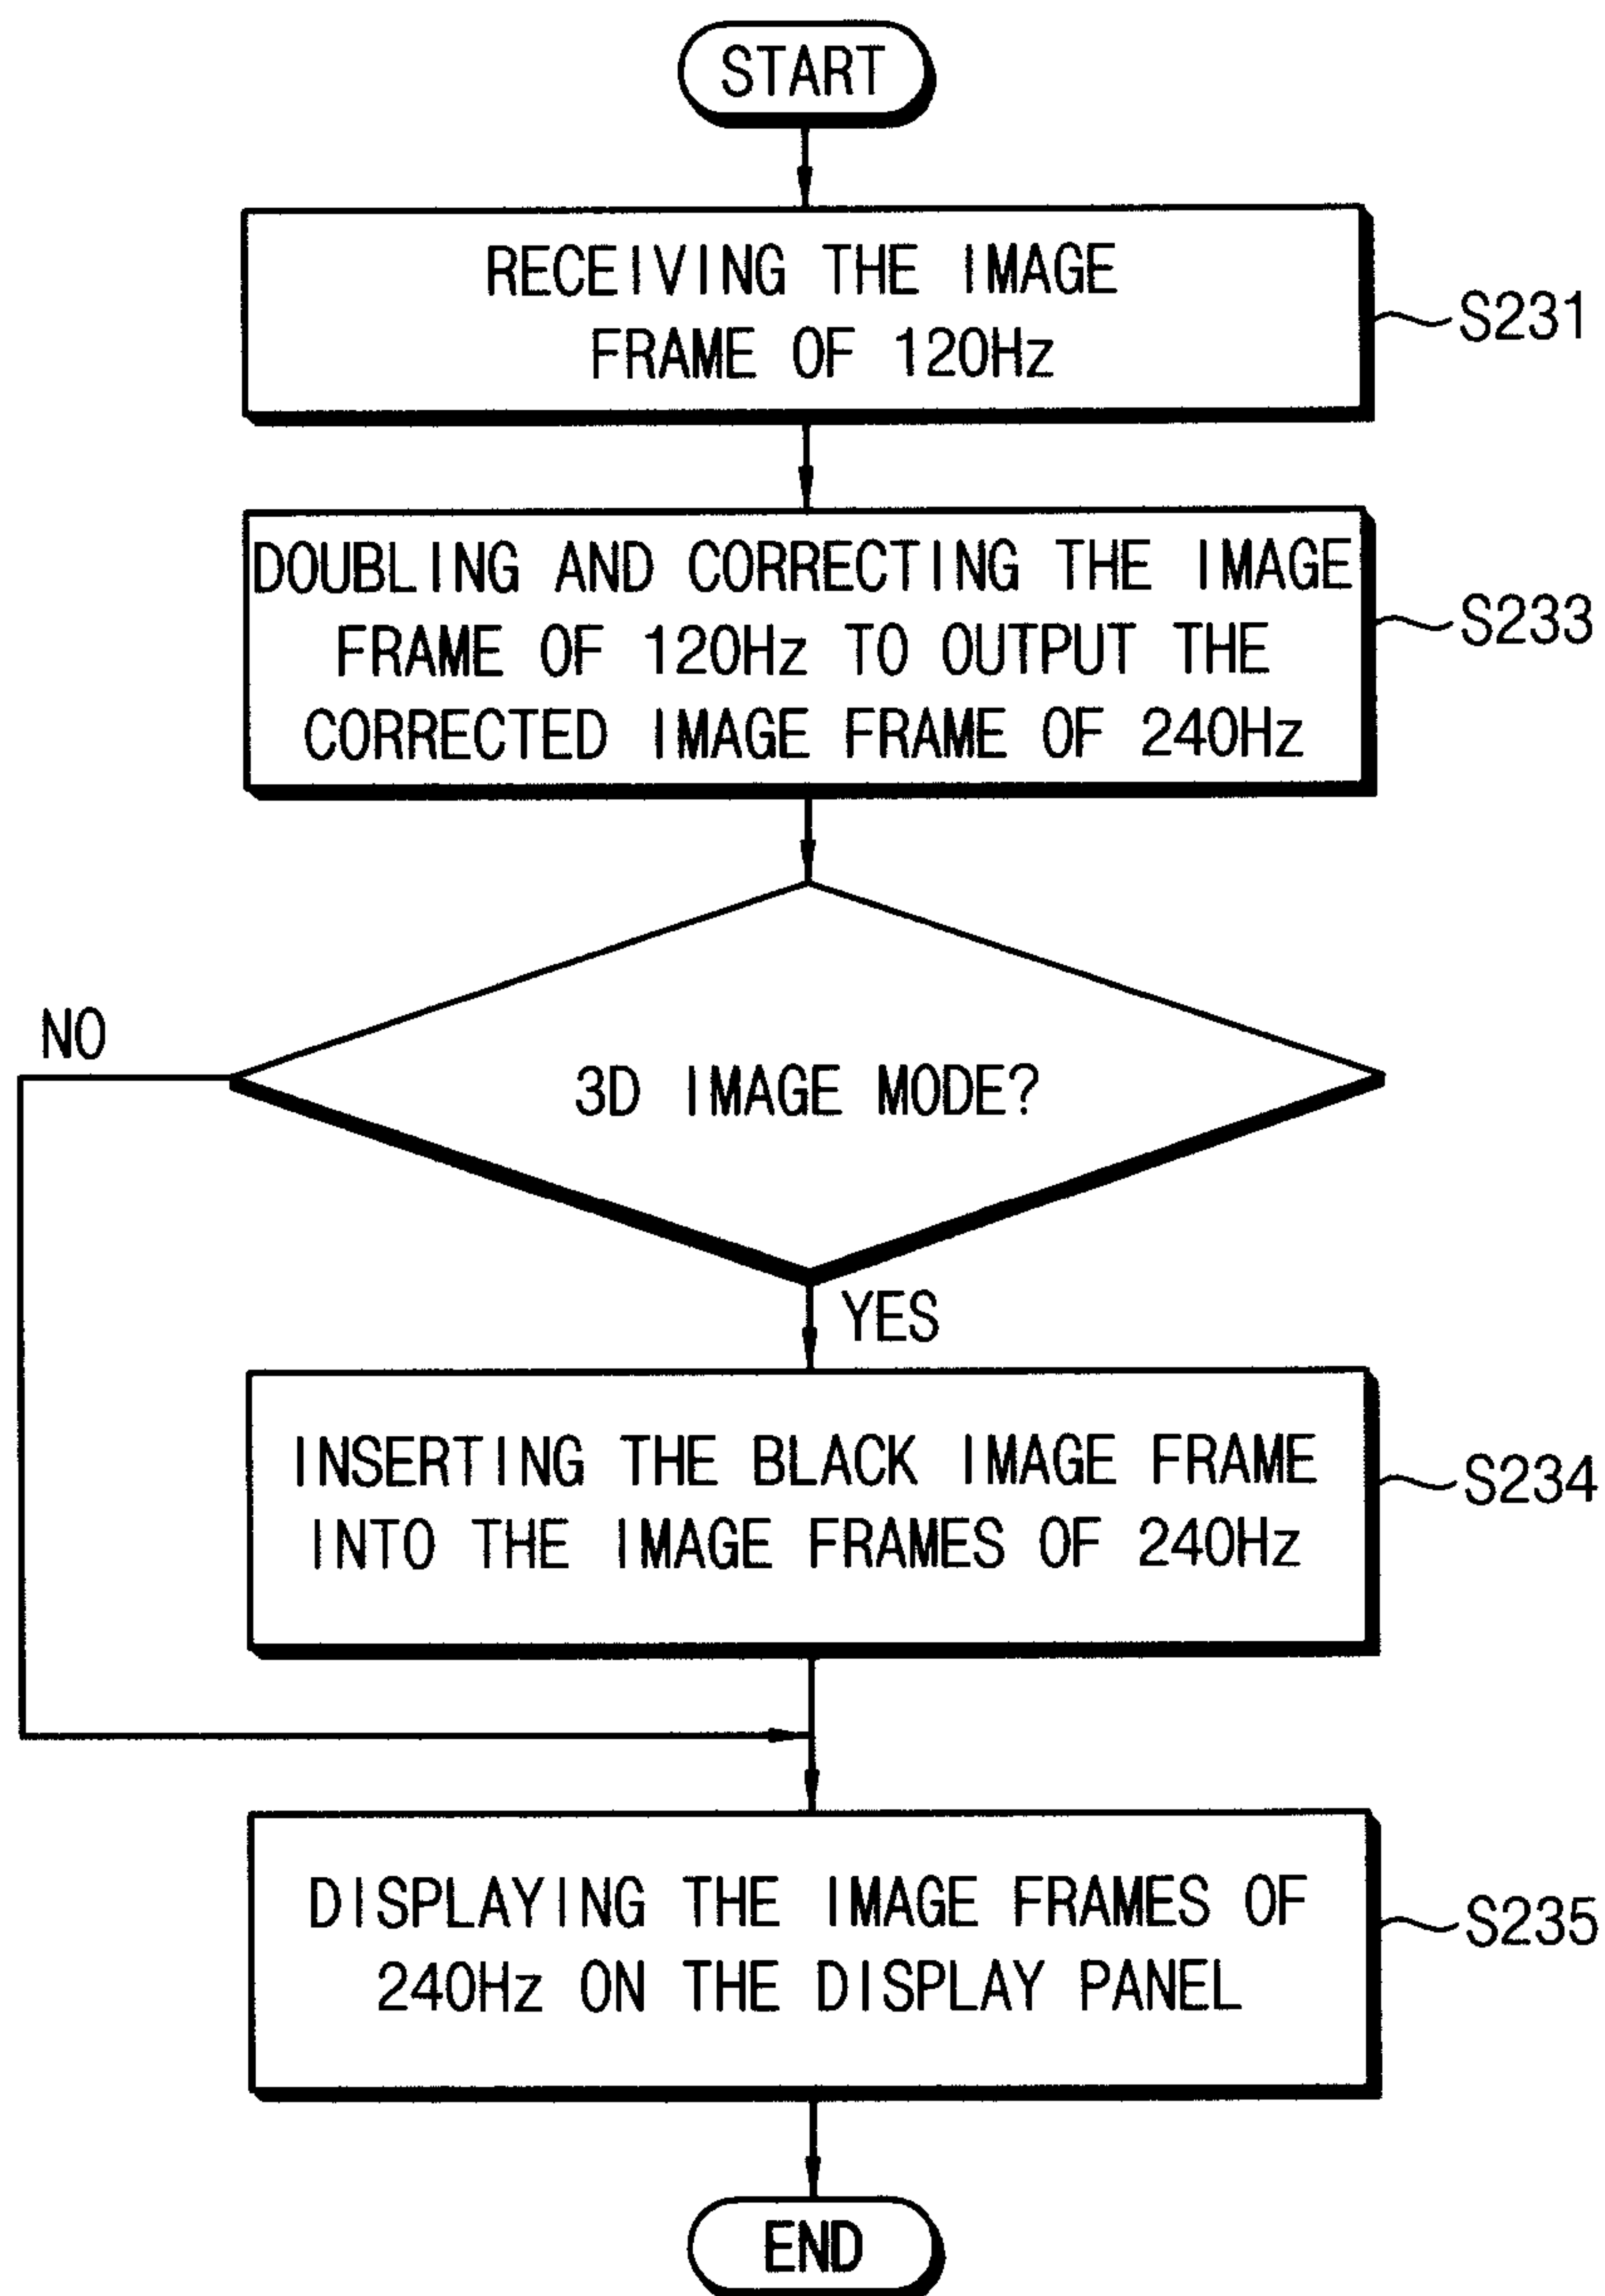 START
RECEIVING THE IMAGE
FRAME OF 120Hz
S231
DOUBLING AND CORRECTING THE IMAGE
FRAME OF 120Hz TO OUTPUT THE
CORRECTED IMAGE FRAME OF 240Hz
S233
NO
3D IMAGE MODE?
YES
INSERTING THE BLACK IMAGE FRAME
INTO THE IMAGE FRAMES OF 240Hz
S234
DISPLAYING THE IMAGE FRAMES OF
240Hz ON THE DISPLAY PANEL
S235
END